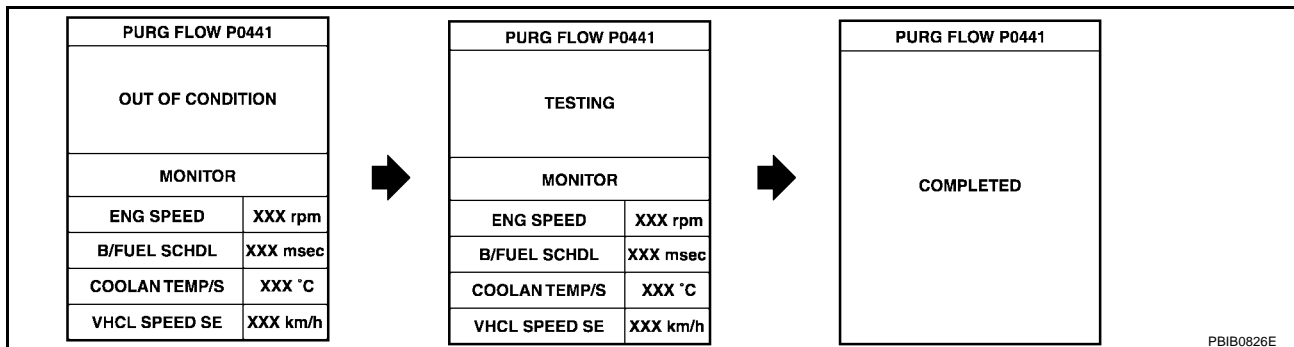 PURG FLOW P0441
OUT OF CONDITION
MONITOR
ENG SPEED XXX rpm
B/FUEL SCHDL XXX msec
COOLAN TEMP/S XXX °C
VHCL SPEED SE XXX km/h
PURG FLOW P0441
TESTING
MONITOR
ENG SPEED XXX rpm
B/FUEL SCHDL XXX msec
COOLAN TEMP/S XXX °C
VHCL SPEED SE XXX km/h
PURG FLOW P0441
COMPLETED
PBIB0826E